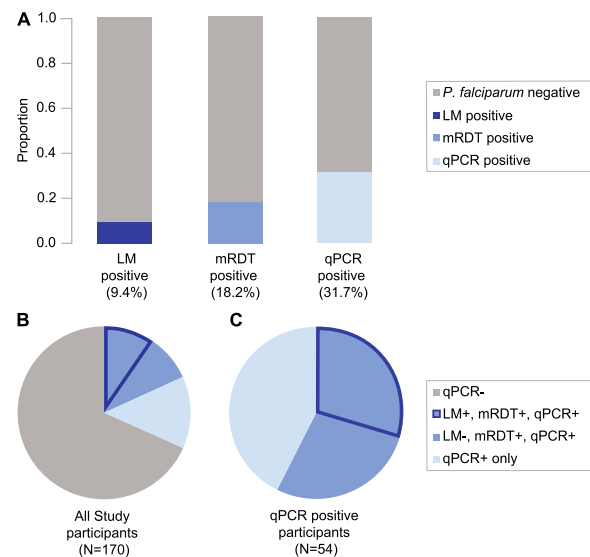 A
1.0
0.8
0.6
0.4
0.2
0.0
Proportion
LM
positive
(9.4%)
mRDT
positive
(18.2%)
qPCR
positive
(31.7%)
P. falciparum negative
LM positive
mRDT positive
qPCR positive
B
All Study
participants
(N=170)
C
qPCR positive
participants
(N=54)
qPCR-
LM+, mRDT+, qPCR+
LM-, mRDT+, qPCR+
qPCR+ only